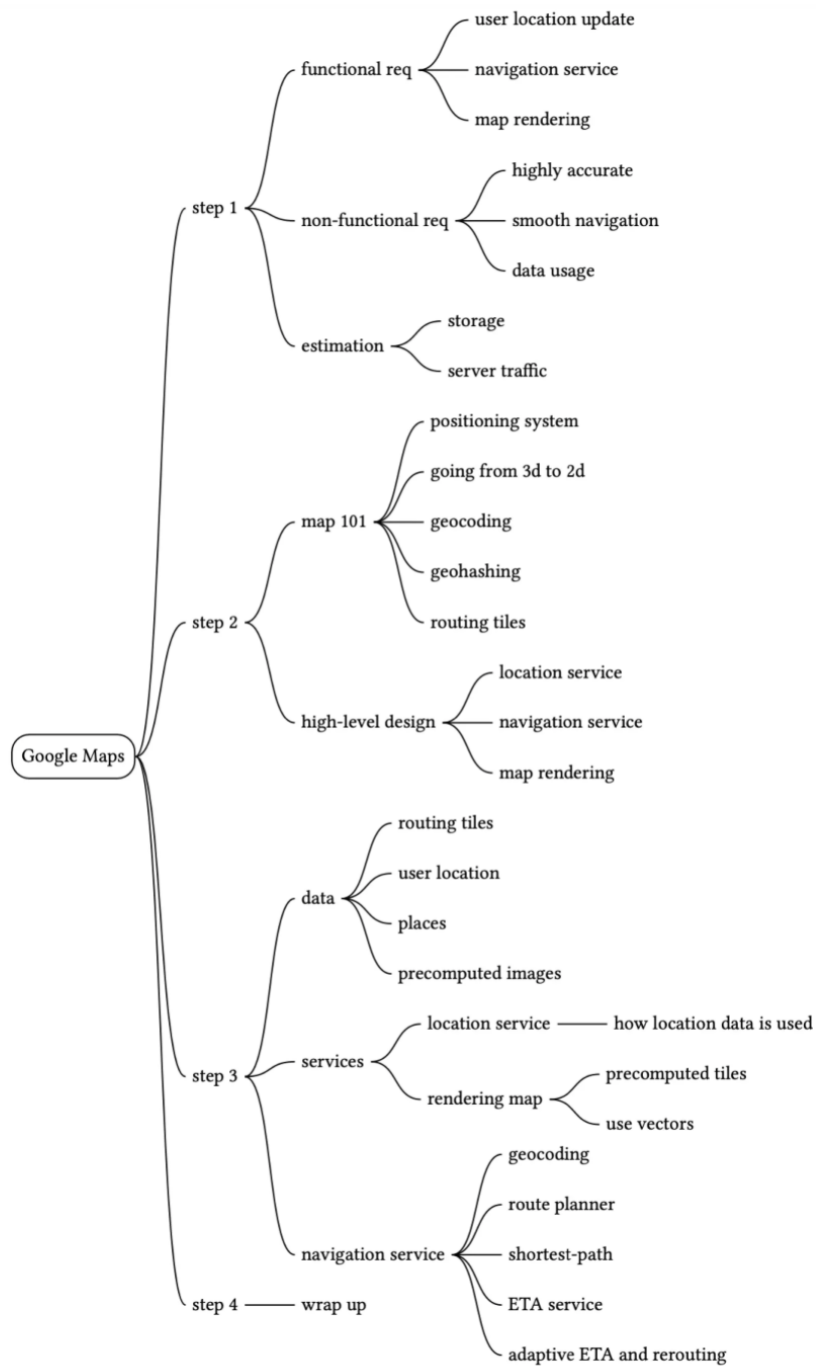 Google Maps
step 1
functional req
user location update
navigation service
map rendering
non-functional req
highly accurate
smooth navigation
data usage
estimation
storage
server traffic
step 2
map 101
positioning system
going from 3d to 2d
geocoding
geohashing
routing tiles
high-level design
location service
navigation service
map rendering
step 3
data
routing tiles
user location
places
precomputed images
services
location service
how location data is used
rendering map
precomputed tiles
use vectors
navigation service
geocoding
route planner
shortest-path
ETA service
adaptive ETA and rerouting
step 4
wrap up